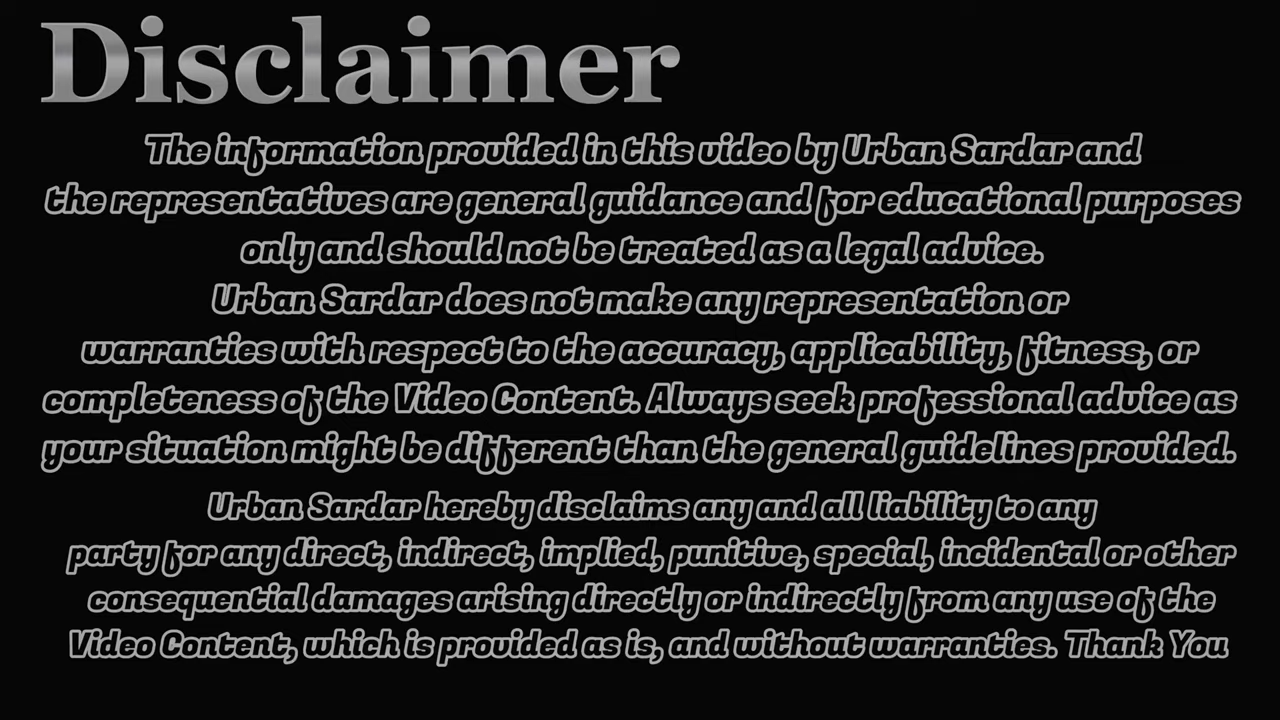 Disclaimer
The information provided in this video by Urban Sardar and
the representatives are general guidance and for educational purposes
only and should not be treated as a legal advice.
Urban Sardar does not make any representation or
warranties with respect to the accuracy, applicability, fitness, or
completeness of the Video Content. Always seek professional advice as
your situation might be different than the general guidelines provided.
Urban Sardar hereby disclaims any and all liability to any
party for any direct, indirect, implied, punitive, special, incidental or other
consequential damages arising directly or indirectly from any use of the
Video Content, which is provided as is, and without warranties. Thank You